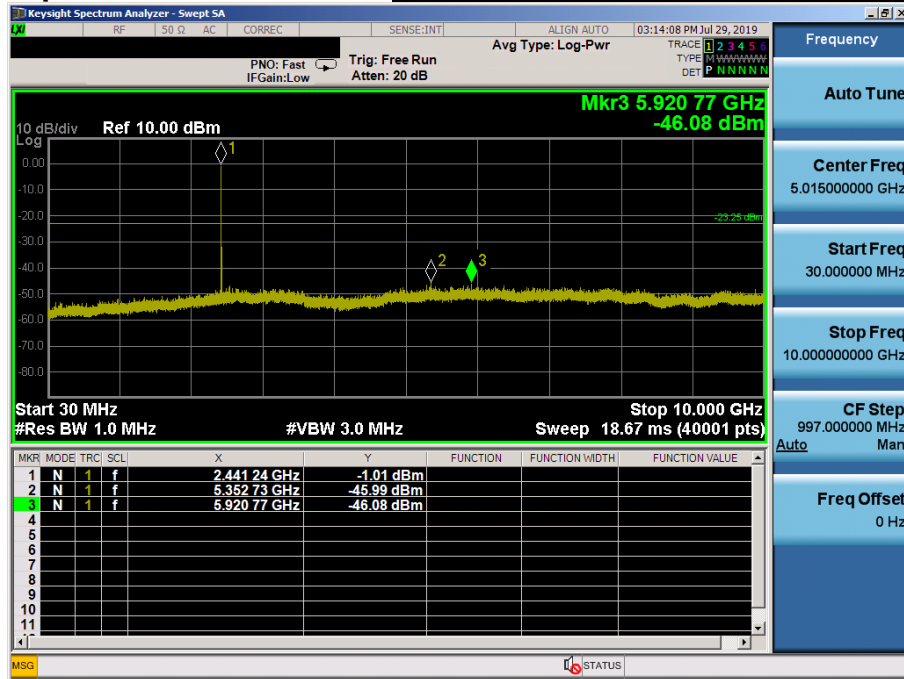 Keysight Spectrum Analyzer - Swept SA
LXI RF 50 Ω AC CORREC SENSE:INT ALIGN AUTO 03:14:08 PM Jul 29, 2019
Frequency
Avg Type: Log-Pwr TRACE 1 2 3 4 5 6
PNO: Fast Trig: Free Run TYPE M WWWWW
IFGain:Low Atten: 20 dB DET P N N N N N
Auto Tune
Mkr3 5.920 77 GHz
10 dB/div Ref 10.00 dBm -46.08 dBm
Log
1
0.00
Center Freq
5.015000000 GHz
-10.0
-20.0
-23.25 dBm
-30.0
Start Freq
30.000000 MHz
2 3
-40.0
-50.0
-60.0
Stop Freq
10.000000000 GHz
-70.0
-80.0
Start 30 MHz Stop 10.000 GHz
#Res BW 1.0 MHz #VBW 3.0 MHz Sweep 18.67 ms (40001 pts)
CF Step
997.000000 MHz
Auto Man
MKR MODE TRC SCL X Y FUNCTION FUNCTION WIDTH FUNCTION VALUE
1 N 1 f 2.441 24 GHz -1.01 dBm
2 N 1 f 5.352 73 GHz -45.99 dBm
3 N 1 f 5.920 77 GHz -46.08 dBm
4
5
6
7
8
9
10
11
Freq Offset
0 Hz
MSG STATUS